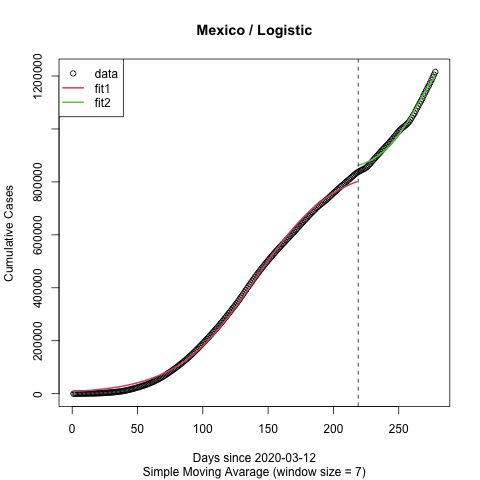 Mexico / Logistic
data
fit1
fit2
Cumulative Cases
0
200000
400000
600000
800000
1200000
0
50
100
150
200
250
Days since 2020-03-12
Simple Moving Avarage (window size = 7)